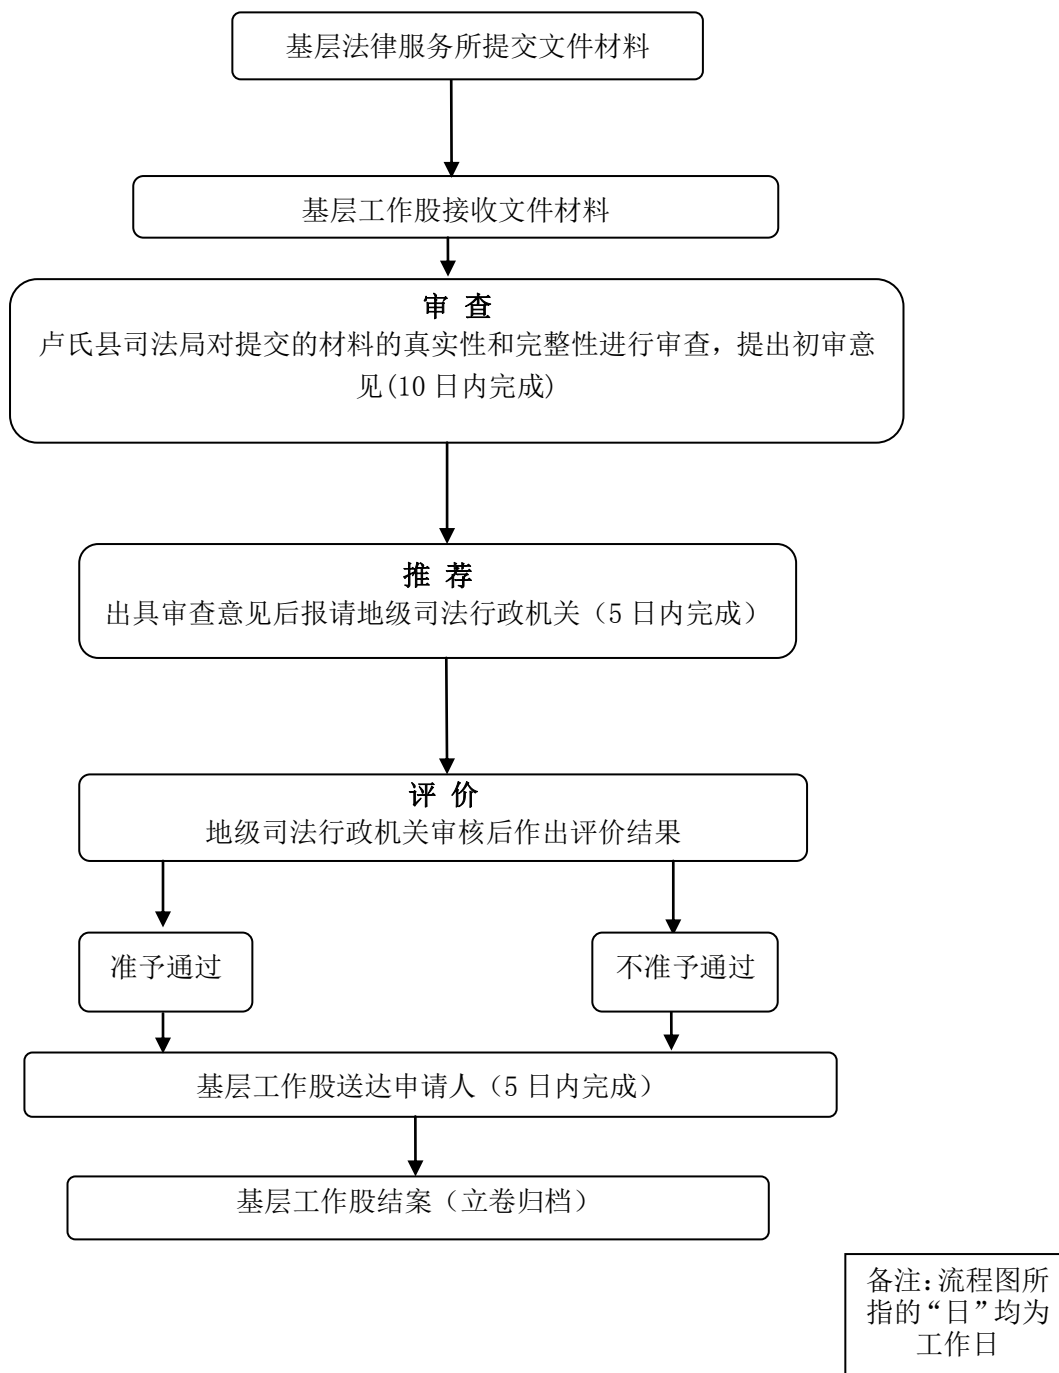 基层法律服务所提交文件材料
基层工作股接收文件材料
审 查
卢氏县司法局对提交的材料的真实性和完整性进行审查，提出初审意
见(10 日内完成)
推 荐
出具审查意见后报请地级司法行政机关（5 日内完成）
评 价
地级司法行政机关审核后作出评价结果
准予通过
不准予通过
基层工作股送达申请人（5 日内完成）
基层工作股结案（立卷归档）
备注：流程图所
指的“日”均为
工作日